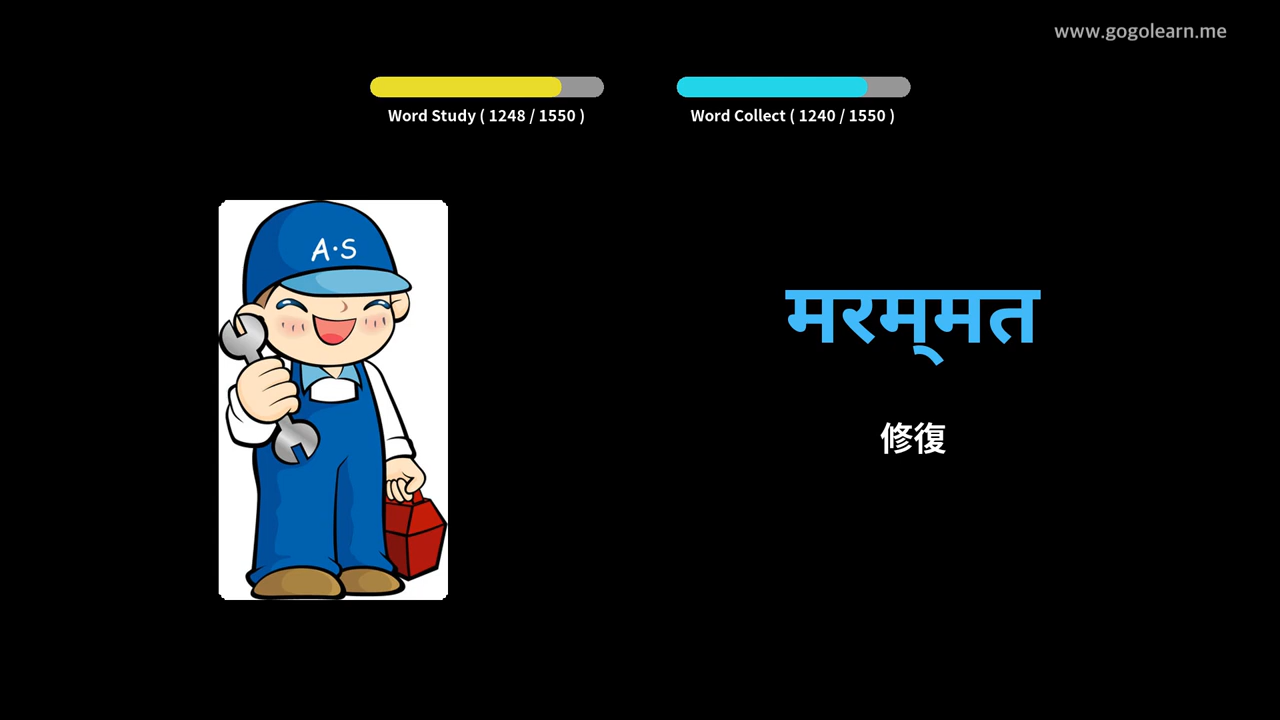 www.gogolearn.me
Word Study ( 1248 / 1550 )
Word Collect ( 1240 / 1550 )
A·S
मरम्‌मत
修復